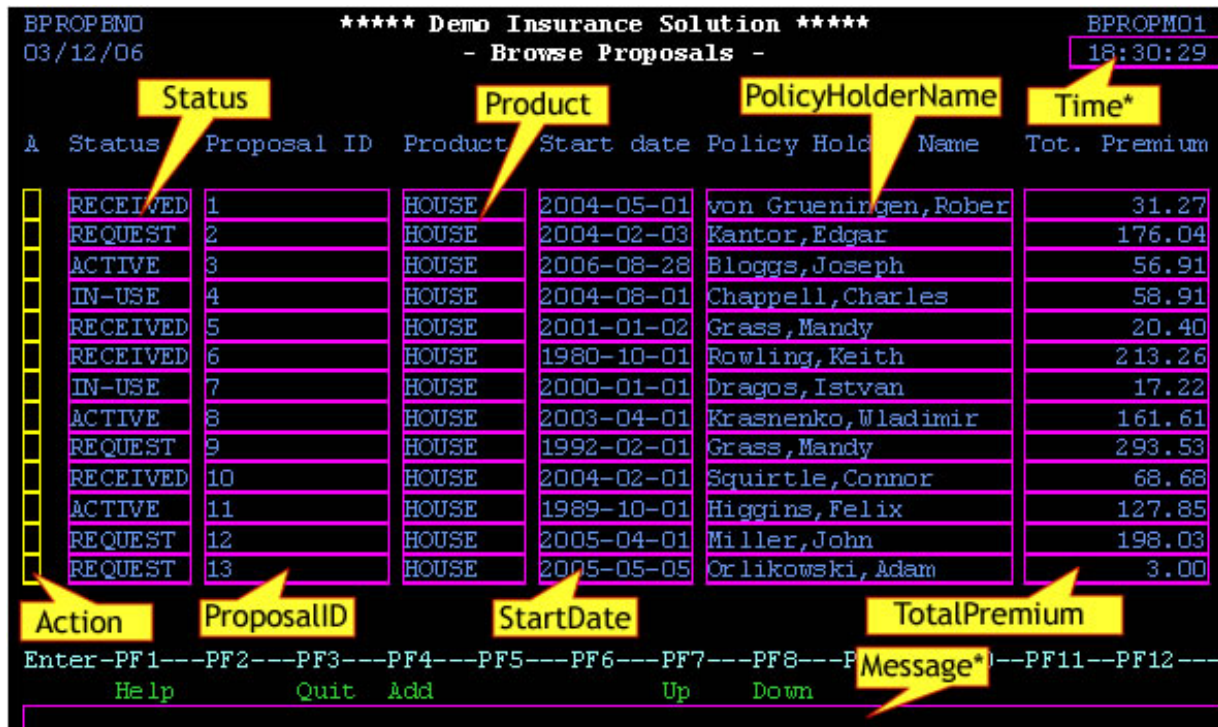 BPROPBNO ***** Demo Insurance Solution ***** BPROPM01
03/12/06 - Browse Proposals - 18:30:29
Status Product PolicyHolderName Time*
A Status Proposal ID Product Start date Policy Hold Name Tot. Premium
RECEIVED 1 HOUSE 2004-05-01 von Grueningen,Rober 31.27
REQUEST 2 HOUSE 2004-02-03 Kantor,Edgar 176.04
ACTIVE 3 HOUSE 2006-08-28 Bloggs,Joseph 56.91
IN-USE 4 HOUSE 2004-08-01 Chappell,Charles 58.91
RECEIVED 5 HOUSE 2001-01-02 Grass,Mandy 20.40
RECEIVED 6 HOUSE 1980-10-01 Rowling,Keith 213.26
IN-USE 7 HOUSE 2000-01-01 Dragos,Istvan 17.22
ACTIVE 8 HOUSE 2003-04-01 Krasnenko,Wladimir 161.61
REQUEST 9 HOUSE 1992-02-01 Grass,Mandy 293.53
RECEIVED 10 HOUSE 2004-02-01 Squirtle,Connor 68.68
ACTIVE 11 HOUSE 1989-10-01 Higgins,Felix 127.85
REQUEST 12 HOUSE 2005-04-01 Miller,John 198.03
REQUEST 13 HOUSE 2005-05-05 Orlikowski,Adam 3.00
Action ProposalID StartDate TotalPremium
Enter-PF1---PF2---PF3---PF4---PF5---PF6---PF7---PF8--- Message* --PF11--PF12---
Help Quit Add Up Down